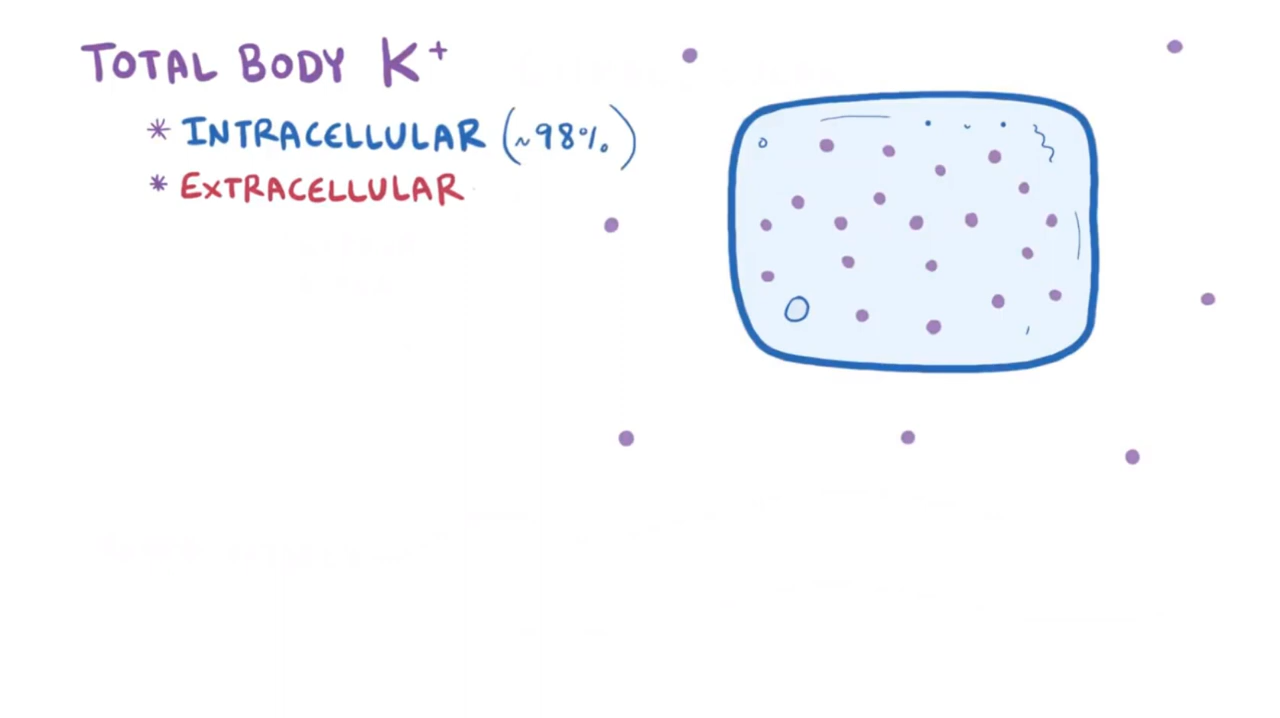 TOTAL BODY K+
* INTRACELLULAR (~98%)
* EXTRACELLULAR